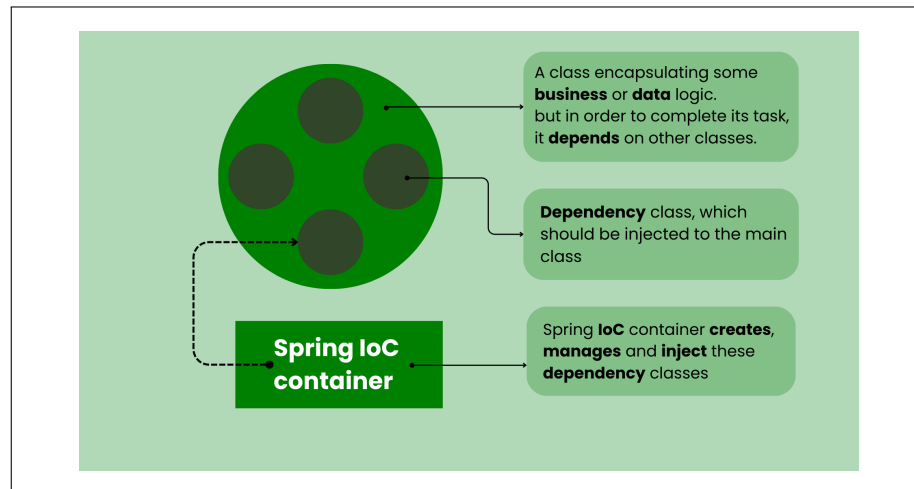 A class encapsulating some
business or data logic.
but in order to complete its task,
it depends on other classes.
Dependency class, which
should be injected to the main
class
Spring IoC
container
Spring IoC container creates,
manages and inject these
dependency classes